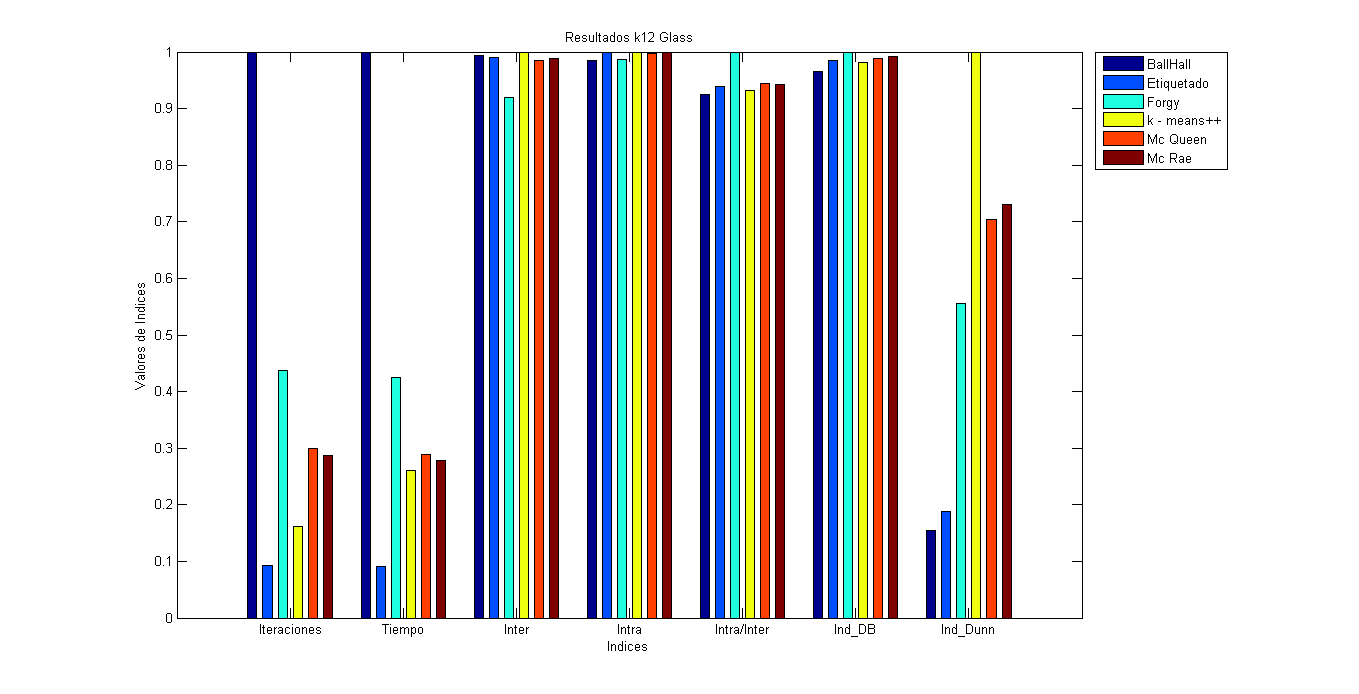 Resultados k12 Glass
Valores de Indices
1
0.9
0.8
0.7
0.6
0.5
0.4
0.3
0.2
0.1
0
Iteraciones
Tiempo
Inter
Intra
Intra/Inter
Ind_DB
Ind_Dunn
Indices
BallHall
Etiquetado
Forgy
k - means++
Mc Queen
Mc Rae